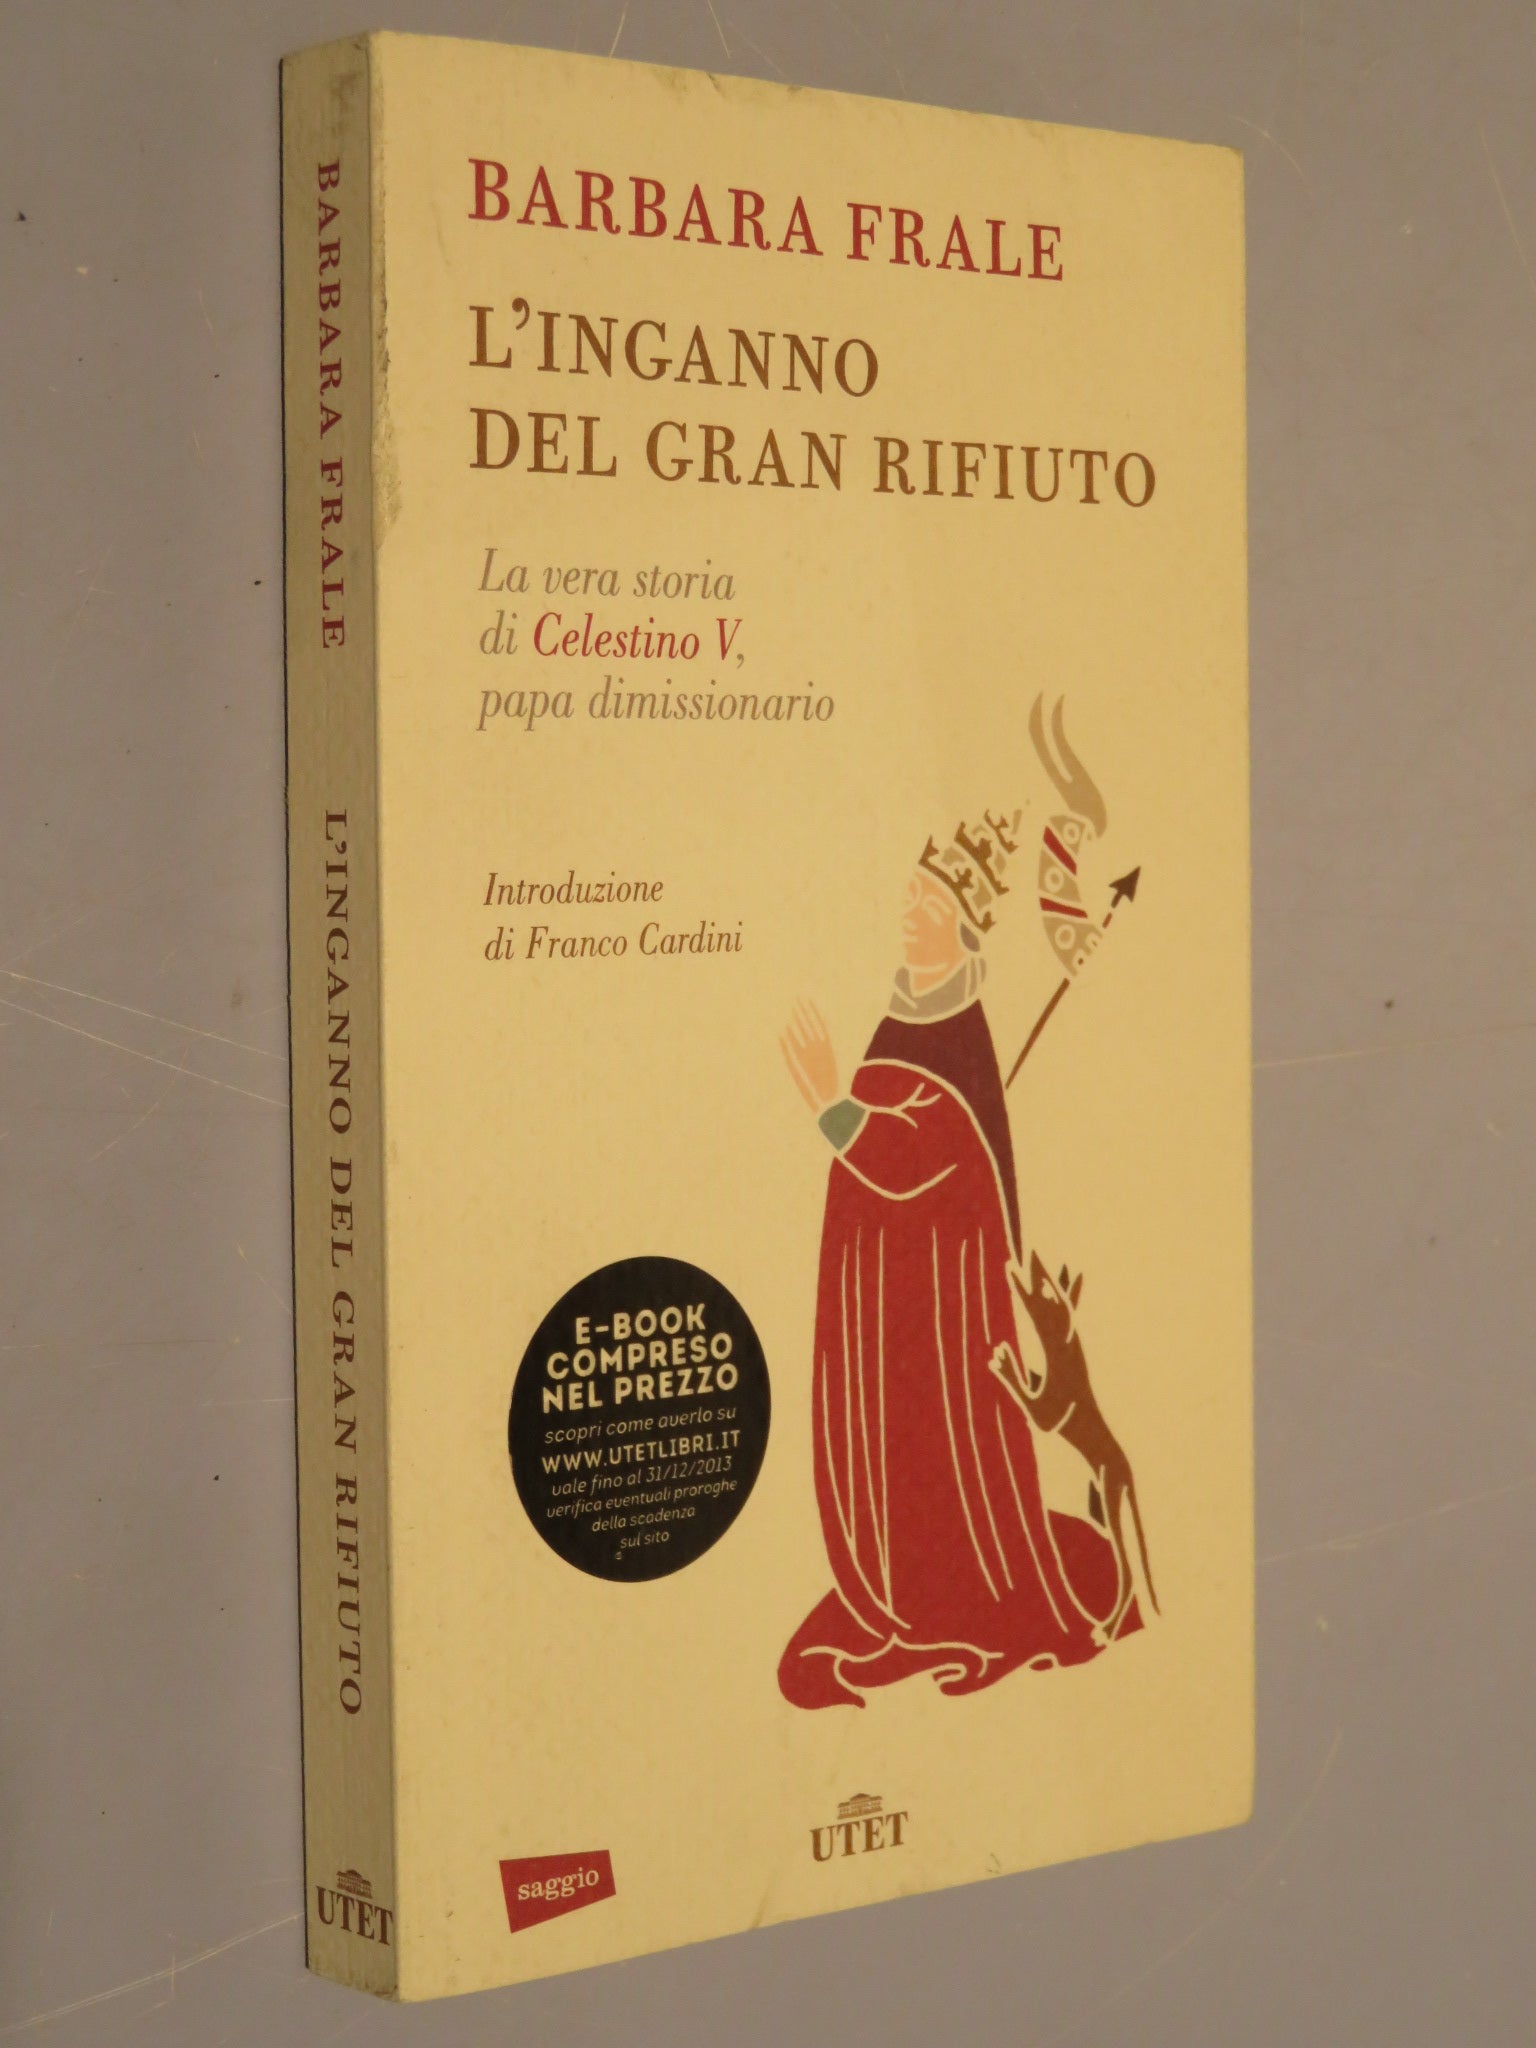 BARBARA FRALE
L'INGANNO
DEL GRAN RIFIUTO
La vera storia
di Celestino V,
papa dimissionario
Introduzione
di Franco Cardini
E-BOOK
COMPRESO
NEL PREZZO
scopri come averlo su
WWW.UTETLIBRI.IT
vale fino al 31/12/2013
verifica eventuali proroghe
della scadenza
sul sito
saggio
UTET
BARBARA FRALE L'INGANNO DEL GRAN RIFIUTO
UTET